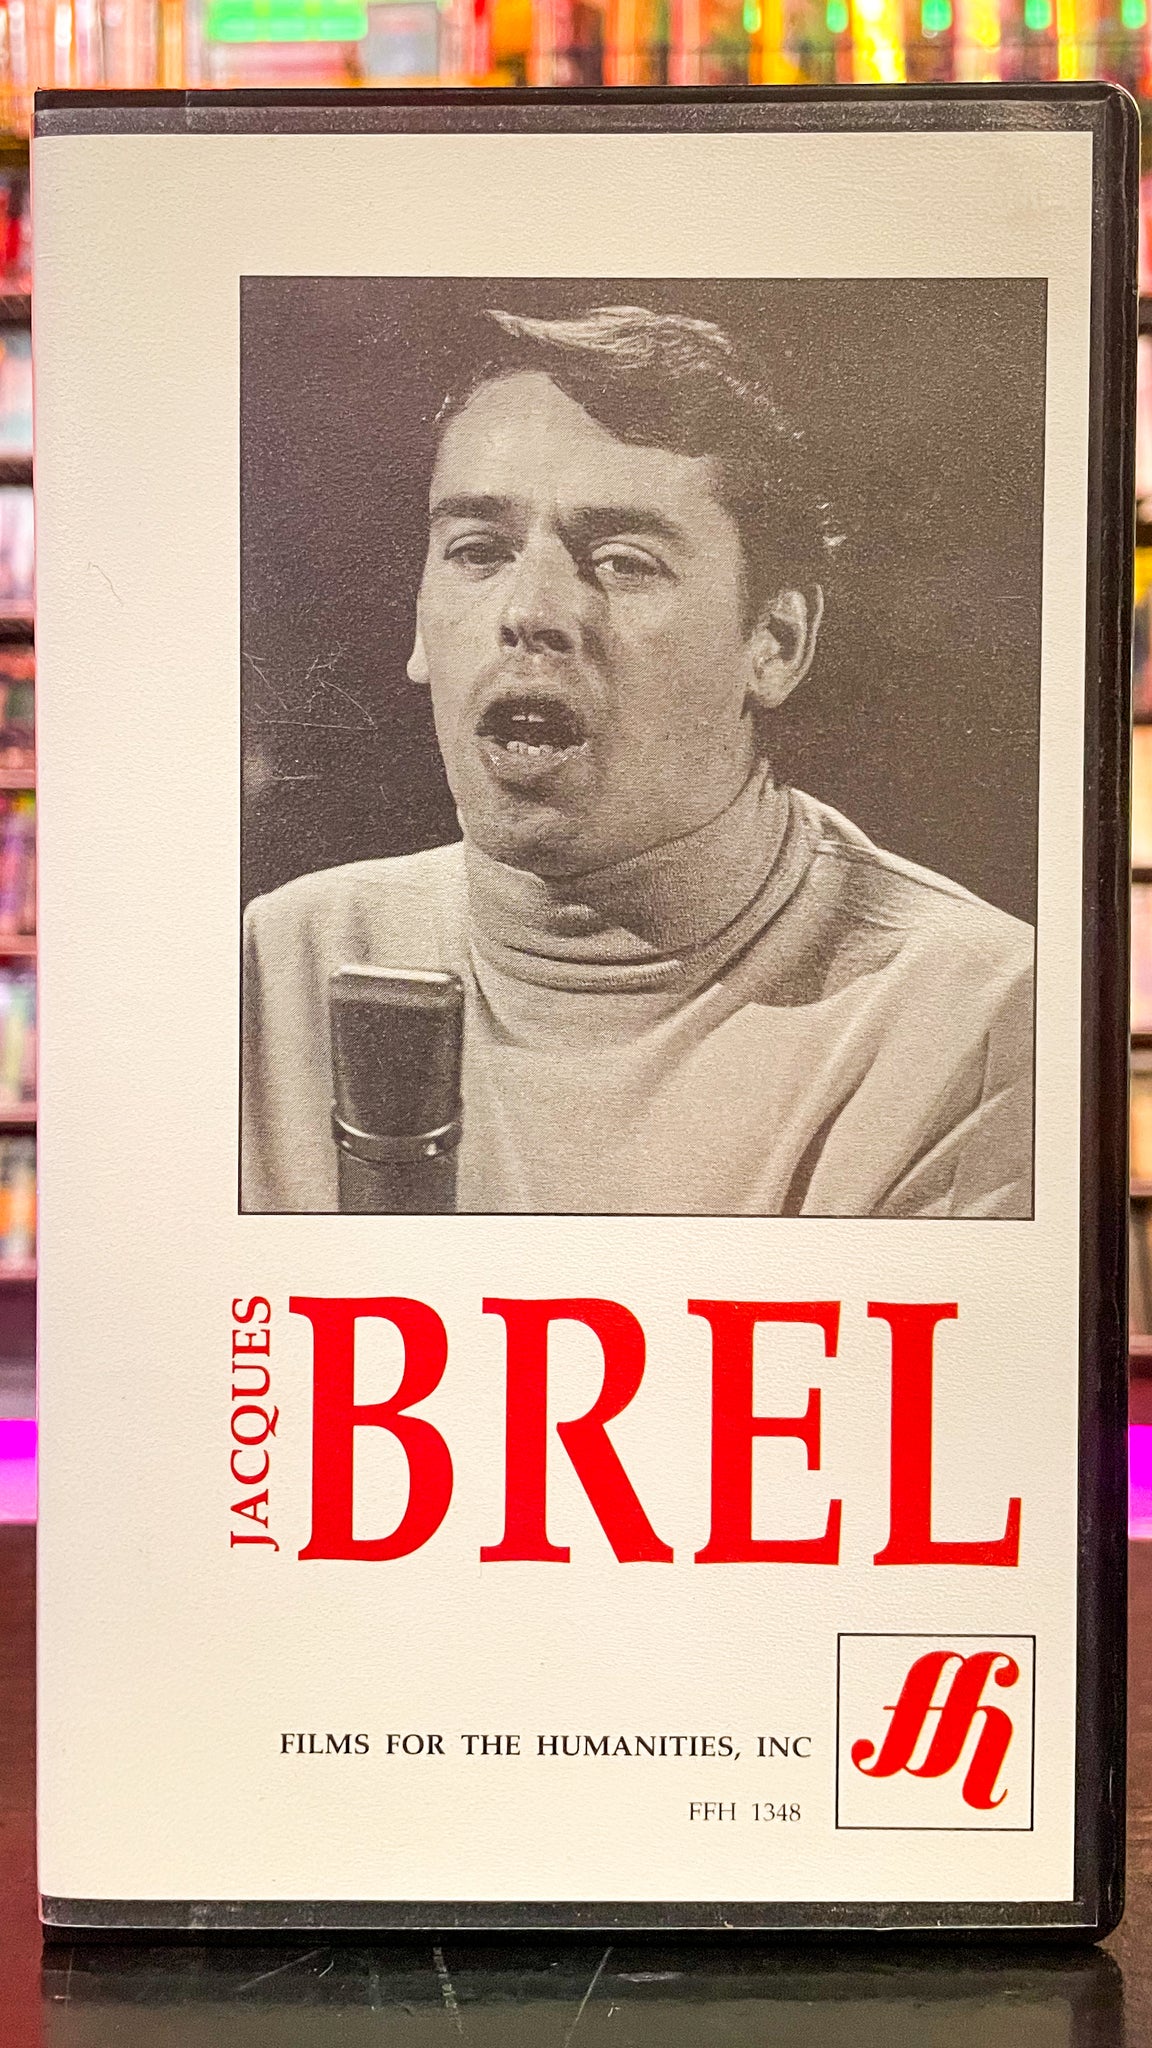 JACQUES
BREL
ffh
FILMS FOR THE HUMANITIES, INC
FFH 1348